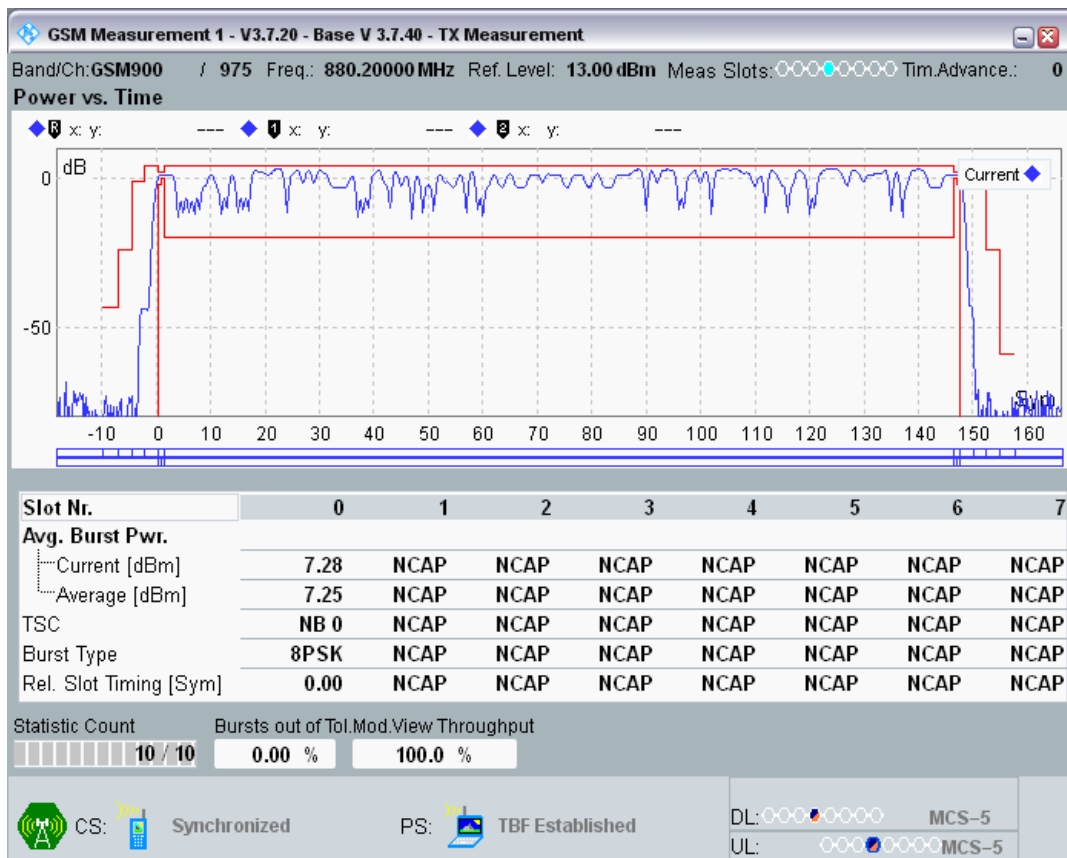 GSM Measurement 1 - V3.7.20 - Base V 3.7.40 - TX Measurement
Band/Ch:GSM900 / 975 Freq.: 880.20000 MHz Ref. Level: 13.00 dBm Meas Slots: Tim.Advance.: 0
Power vs. Time
R x: y: --- 1 x: y: --- 2 x: y: ---
dB
Current
0
-50
Sym
-10 0 10 20 30 40 50 60 70 80 90 100 110 120 130 140 150 160
Slot Nr. 0 1 2 3 4 5 6 7
Avg. Burst Pwr.
Current [dBm] 7.28 NCAP NCAP NCAP NCAP NCAP NCAP NCAP
Average [dBm] 7.25 NCAP NCAP NCAP NCAP NCAP NCAP NCAP
TSC NB 0 NCAP NCAP NCAP NCAP NCAP NCAP NCAP
Burst Type 8PSK NCAP NCAP NCAP NCAP NCAP NCAP NCAP
Rel. Slot Timing [Sym] 0.00 NCAP NCAP NCAP NCAP NCAP NCAP NCAP
Statistic Count Bursts out of Tol.Mod.View Throughput
10 / 10 0.00 % 100.0 %
CS: Synchronized PS: TBF Established DL: MCS-5
UL: MCS-5